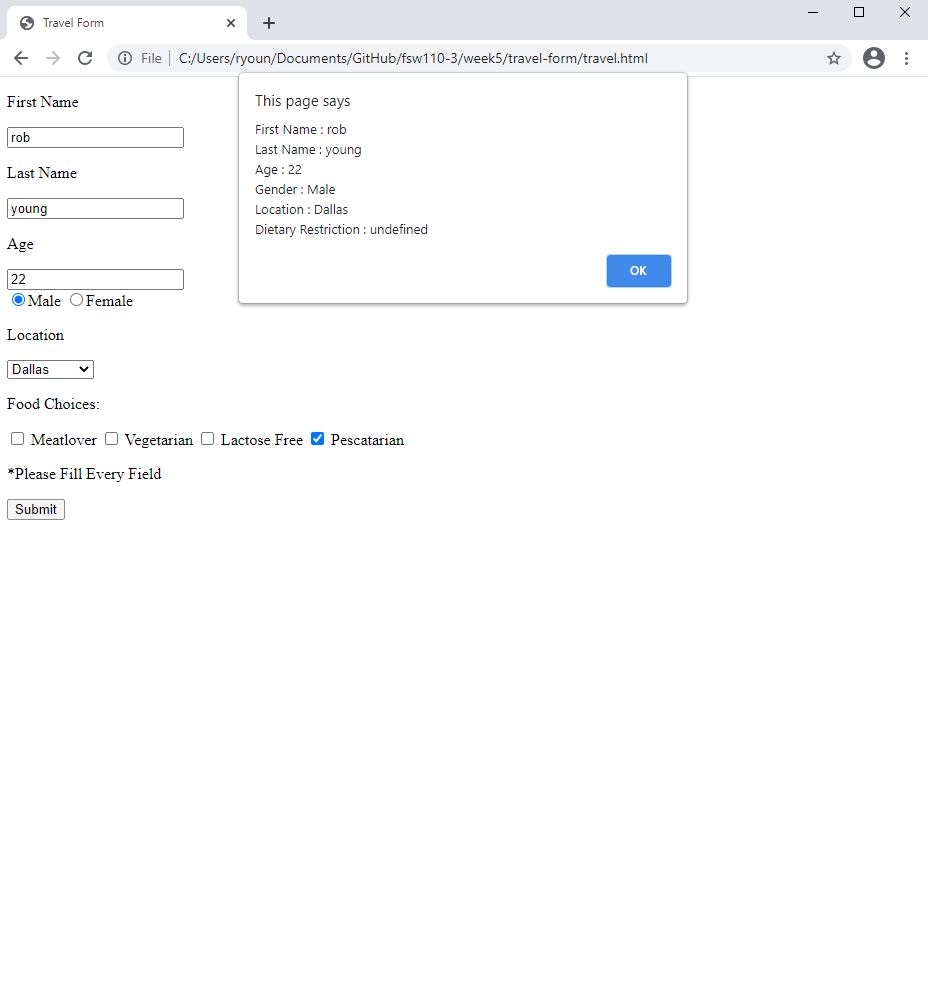 Travel Form
File
C:/Users/ryoun/Documents/GitHub/fsw110-3/week5/travel-form/travel.html
This page says
First Name : rob
Last Name : young
Age : 22
Gender : Male
Location : Dallas
Dietary Restriction : undefined
OK
First Name
rob
Last Name
young
Age
22
Male Female
Location
Dallas
Food Choices:
Meatlover Vegetarian Lactose Free Pescatarian
*Please Fill Every Field
Submit